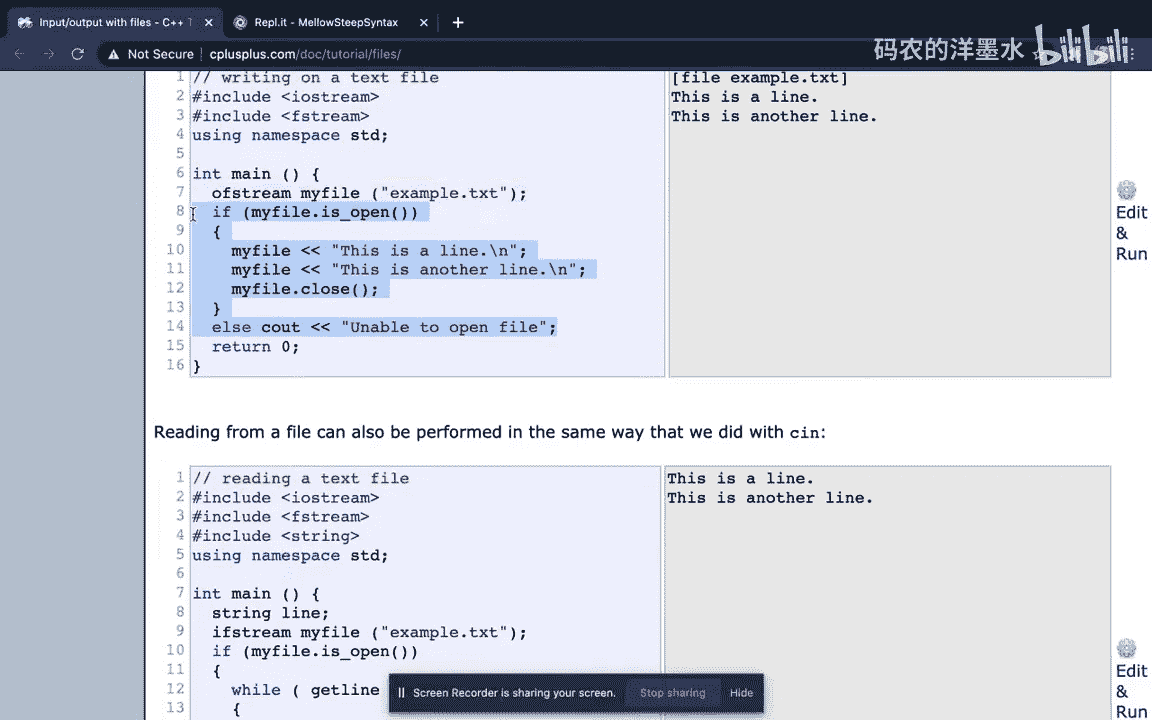 Input/output with files - C++ T
Repl.it - MellowSteepSyntax
Not Secure | cplusplus.com/doc/tutorial/files/
码农的洋墨水 bilibili
1 // writing on a text file
2 #include <iostream>
3 #include <fstream>
4 using namespace std;
5
6 int main () {
7 ofstream myfile ("example.txt");
8 if (myfile.is_open())
9 {
10 myfile << "This is a line.\n";
11 myfile << "This is another line.\n";
12 myfile.close();
13 }
14 else cout << "Unable to open file";
15 return 0;
16 }
[file example.txt]
This is a line.
This is another line.
Edit
&
Run
Reading from a file can also be performed in the same way that we did with cin:
1 // reading a text file
2 #include <iostream>
3 #include <fstream>
4 #include <string>
5 using namespace std;
6
7 int main () {
8 string line;
9 ifstream myfile ("example.txt");
10 if (myfile.is_open())
11 {
12 while ( getline
13 {
This is a line.
This is another line.
Edit
&
Run
Screen Recorder is sharing your screen.
Stop sharing
Hide